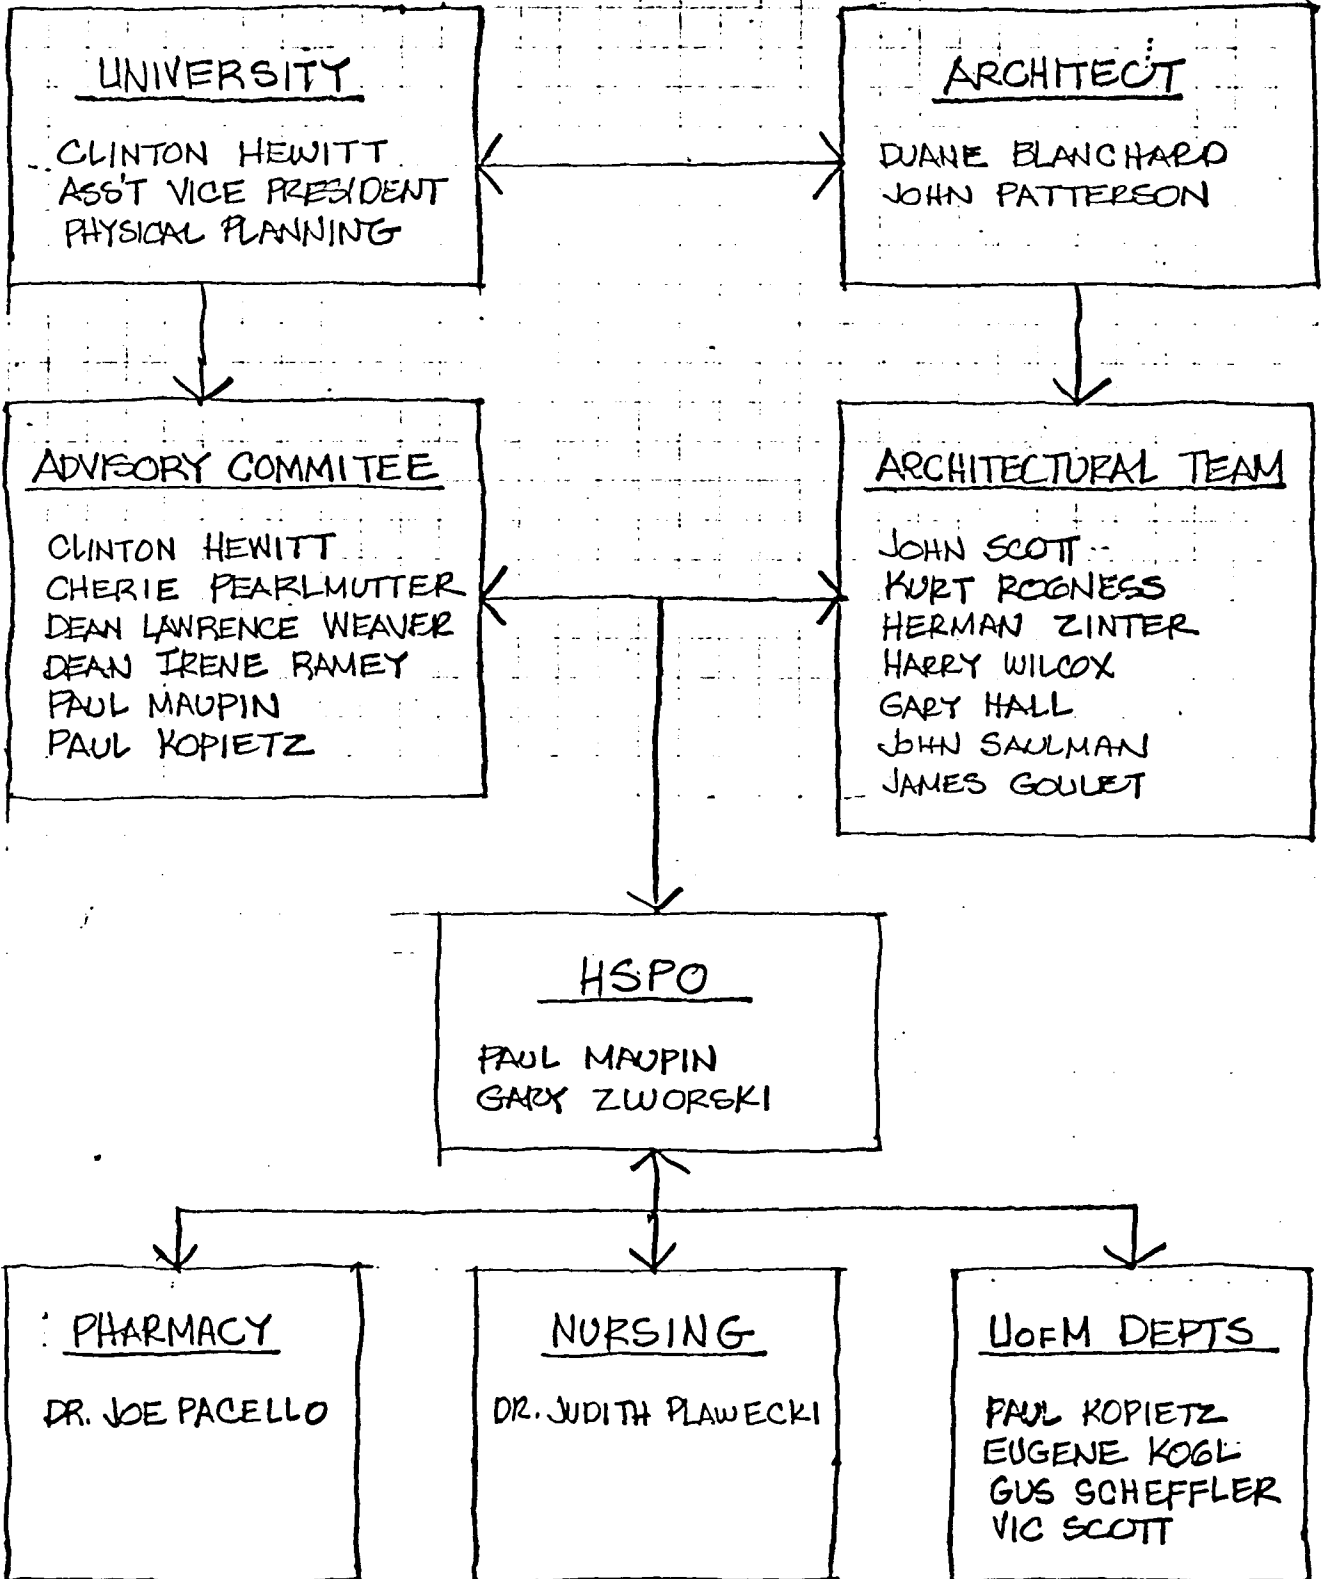 UNIVERSITY
CLINTON HEWITT
ASS'T VICE PRESIDENT
PHYSICAL PLANNING
ARCHITECT
DUANE BLANCHARD
JOHN PATTERSON
ADVISORY COMMITEE
CLINTON HEWITT
CHERIE PEARLMUTTER
DEAN LAWRENCE WEAVER
DEAN IRENE RAMEY
PAUL MAUPIN
PAUL KOPIETZ
ARCHITECTURAL TEAM
JOHN SCOTT
KURT ROGNESS
HERMAN ZINTER
HARRY WILCOX
GARY HALL
JOHN SAULMAN
JAMES GOULET
HSPO
PAUL MAUPIN
GARY ZWORSKI
PHARMACY
DR. JOE PACELLO
NURSING
DR. JUDITH PLAWECKI
UOFM DEPTS
PAUL KOPIETZ
EUGENE KOGL
GUS SCHEFFLER
VIC SCOTT